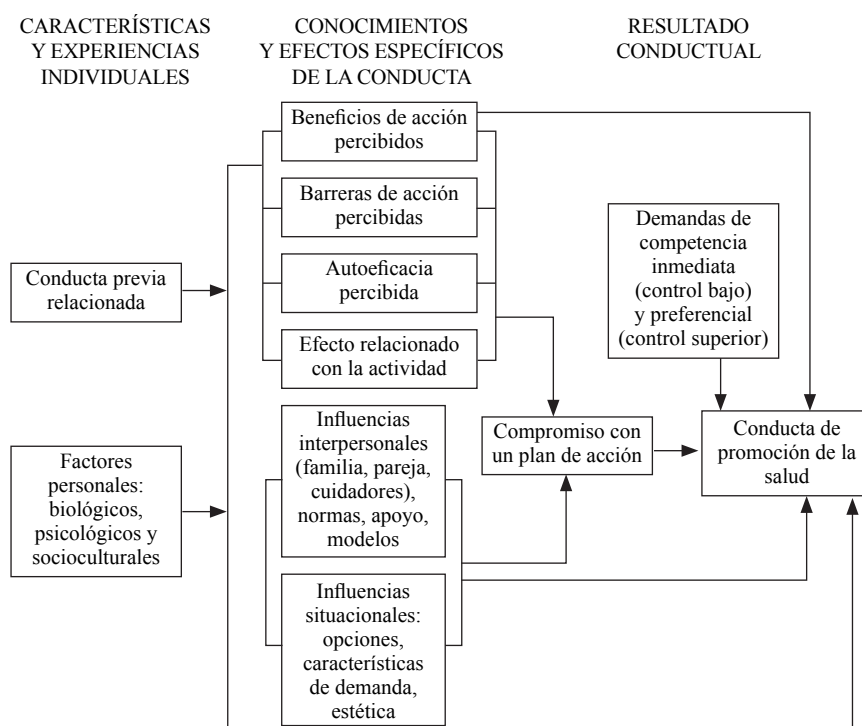 CARACTERÍSTICAS
Y EXPERIENCIAS
INDIVIDUALES
CONOCIMIENTOS
Y EFECTOS ESPECÍFICOS
DE LA CONDUCTA
RESULTADO
CONDUCTUAL
Conducta previa
relacionada
Factores
personales:
biológicos,
psicológicos y
socioculturales
Beneficios de acción
percibidos
Barreras de acción
percibidas
Autoeficacia
percibida
Efecto relacionado
con la actividad
Influencias
interpersonales
(familia, pareja,
cuidadores),
normas, apoyo,
modelos
Influencias
situacionales:
opciones,
características
de demanda,
estética
Compromiso con
un plan de acción
Demandas de
competencia
inmediata
(control bajo)
y preferencial
(control superior)
Conducta de
promoción de la
salud